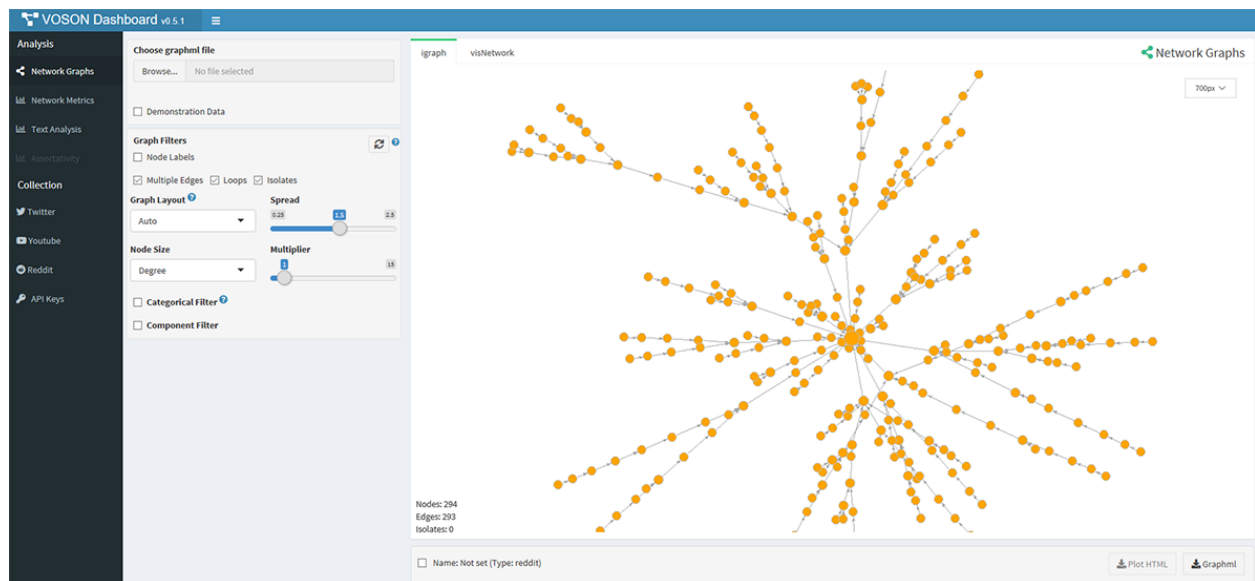 VOSON Dashboard v0.5.1
Analysis
Network Graphs
Network Metrics
Text Analysis
Assortativity
Collection
Twitter
Youtube
Reddit
API Keys
Choose graphml file
Browse... No file selected
Demonstration Data
Graph Filters
Node Labels
Multiple Edges Loops Isolates
Graph Layout ? Spread
Auto 0.25 1.5 2.5
Node Size Multiplier
Degree 1 15
Categorical Filter ?
Component Filter
igraph visNetwork Network Graphs
700px
Nodes: 294
Edges: 293
Isolates: 0
Name: Not set (Type: reddit) Plot HTML Graphml